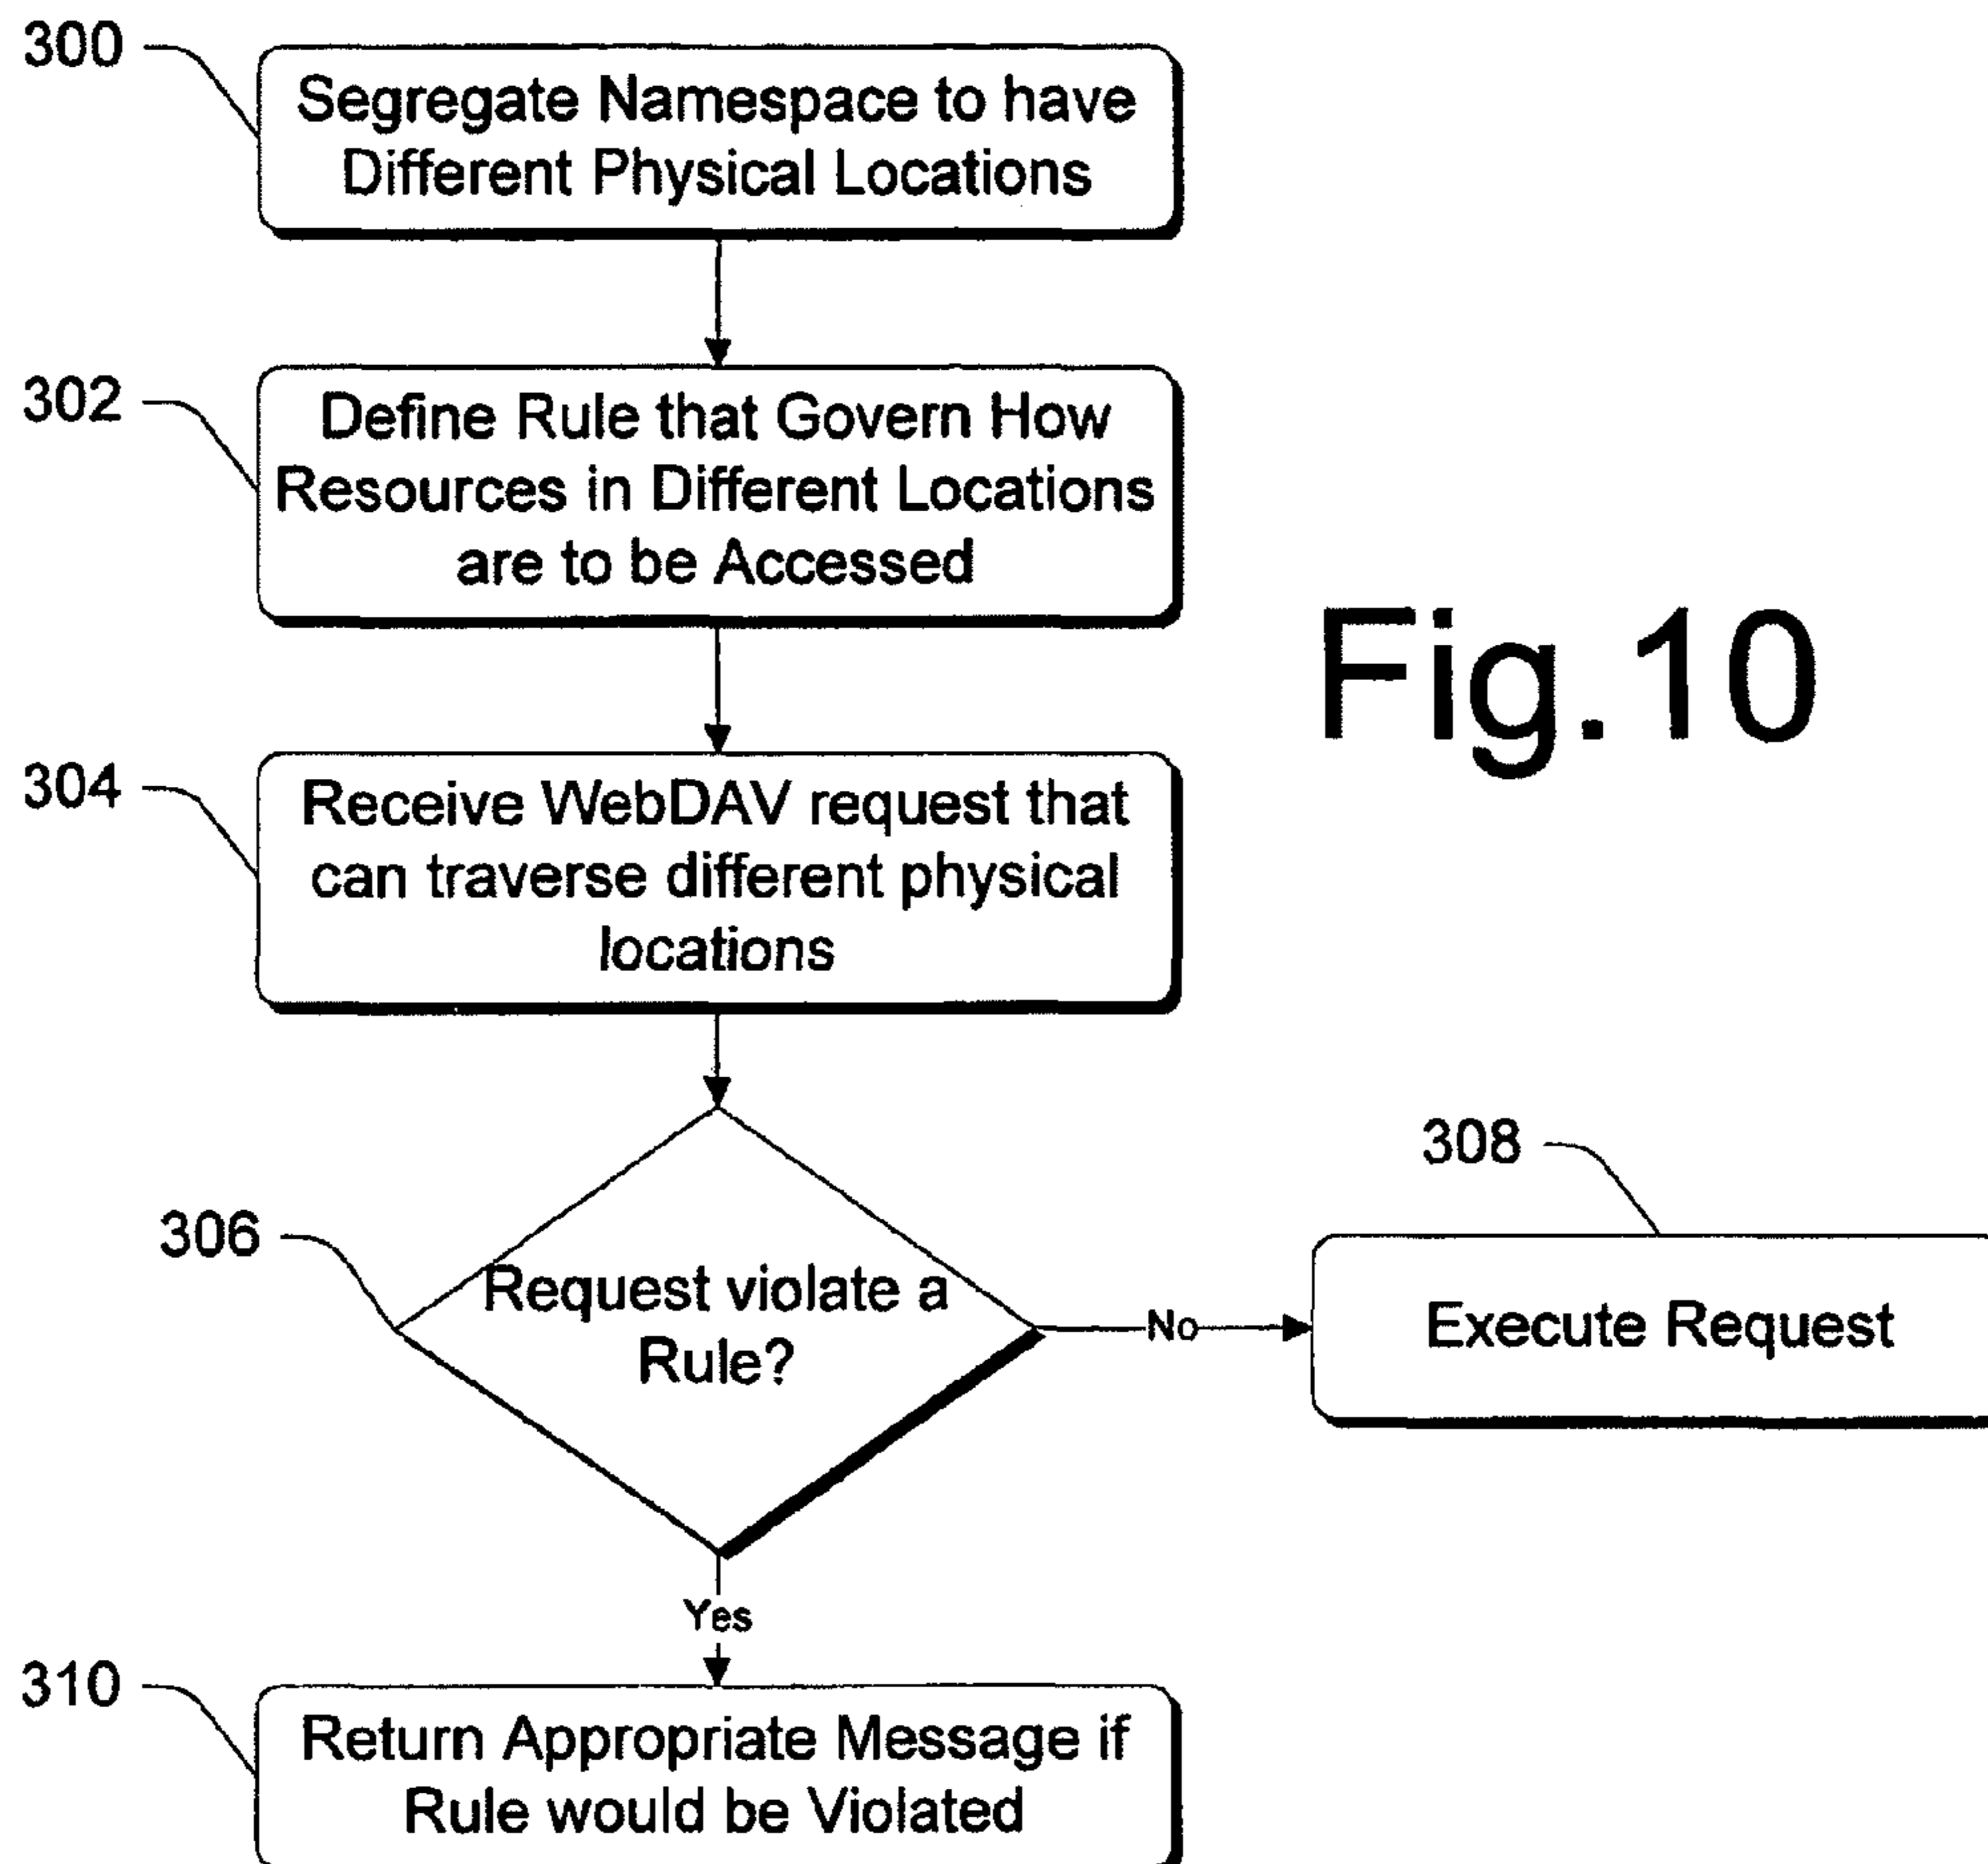 300
Segregate Namespace to have
Different Physical Locations
302
Define Rule that Govern How
Resources in Different Locations
are to be Accessed
Fig.10
304
Receive WebDAV request that
can traverse different physical
locations
306
Request violate a
Rule?
No
308
Execute Request
Yes
310
Return Appropriate Message if
Rule would be Violated